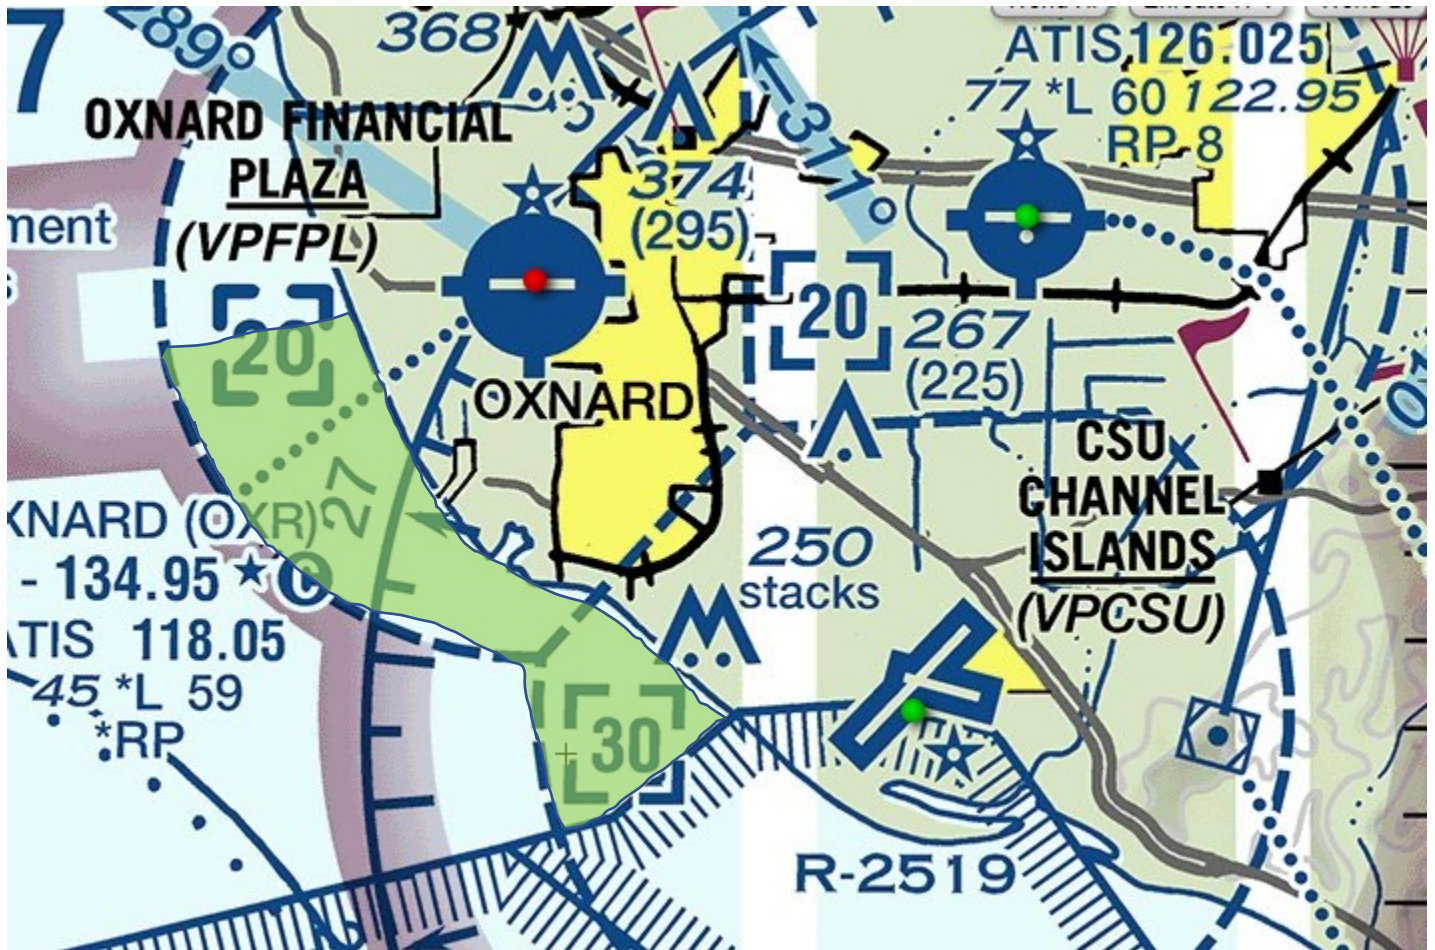 7
289°
368
ATIS 126.025
77 *L 60 122.95
RP 8
OXNARD FINANCIAL
PLAZA
(VPFPL)
311°
374
(295)
ment
s
20
20
267
(225)
OXNARD
CSU
CHANNEL
ISLANDS
(VPCSU)
27
XNARD (OXR)
- 134.95 ★ C
ATIS 118.05
45 *L 59
*RP
250
stacks
30
R-2519